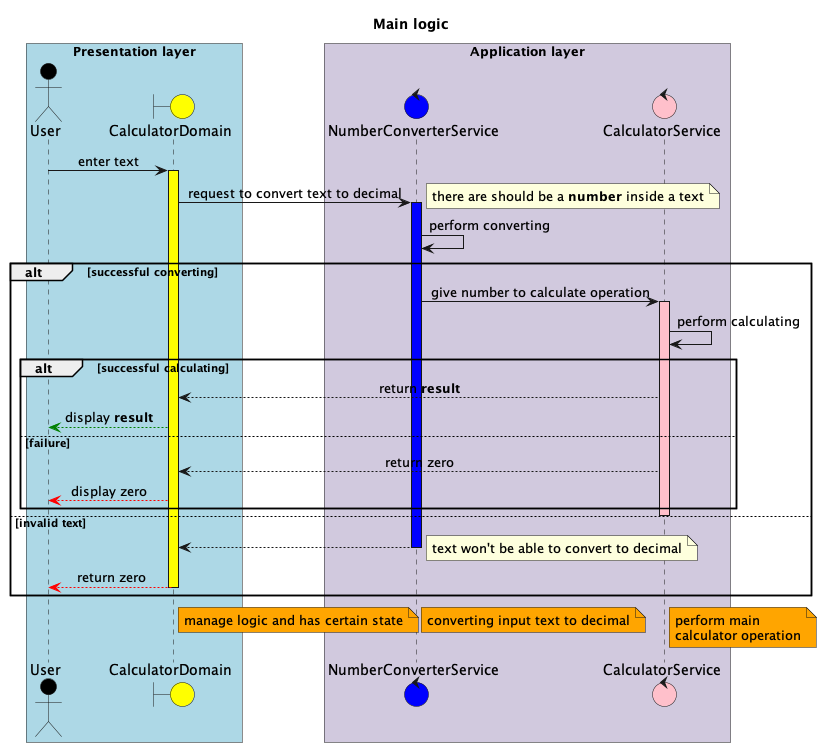 Main logic
Presentation layer
Application layer
User
CalculatorDomain
NumberConverterService
CalculatorService
enter text
request to convert text to decimal
there are should be a number inside a text
perform converting
alt
[successful converting]
give number to calculate operation
perform calculating
alt
[successful calculating]
return result
display result
[failure]
return zero
display zero
[invalid text]
text won't be able to convert to decimal
return zero
manage logic and has certain state
converting input text to decimal
perform main
calculator operation
User
CalculatorDomain
NumberConverterService
CalculatorService